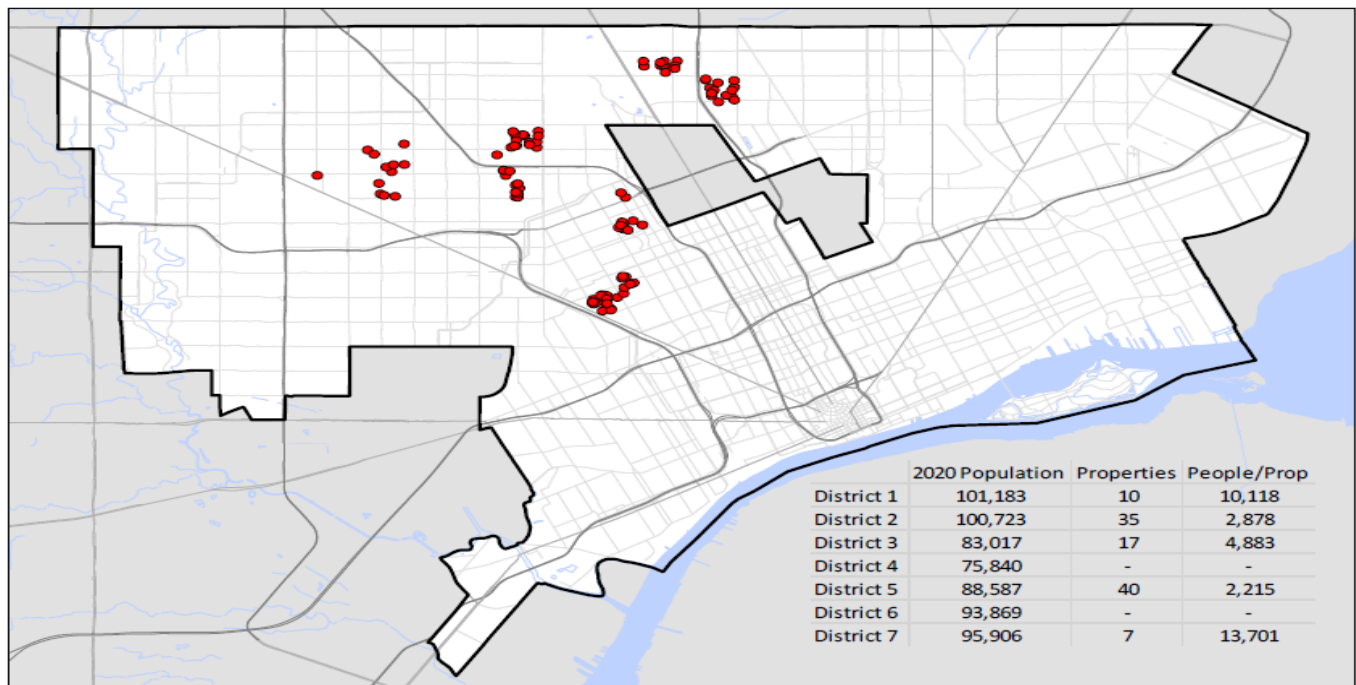 2020 Population Properties People/Prop
District 1 101,183 10 10,118
District 2 100,723 35 2,878
District 3 83,017 17 4,883
District 4 75,840 - -
District 5 88,587 40 2,215
District 6 93,869 - -
District 7 95,906 7 13,701